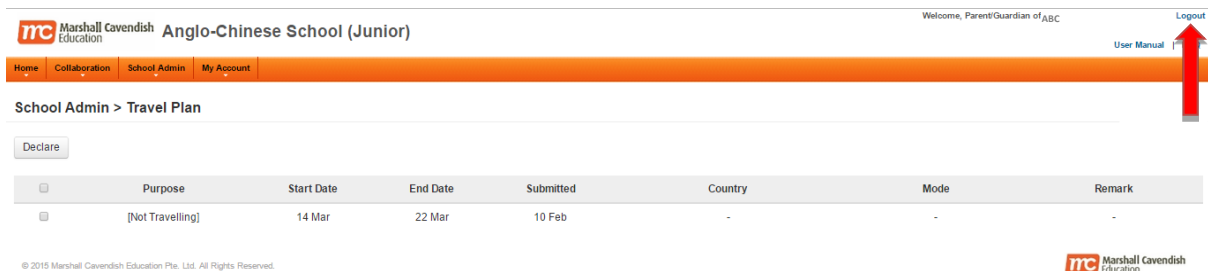 Marshall Cavendish
Education
Anglo-Chinese School (Junior)
Welcome, Parent/Guardian of ABC
Logout
User Manual |
Home Collaboration School Admin My Account
School Admin > Travel Plan
Declare
Purpose Start Date End Date Submitted Country Mode Remark
[Not Travelling] 14 Mar 22 Mar 10 Feb - - -
© 2015 Marshall Cavendish Education Pte. Ltd. All Rights Reserved.
Marshall Cavendish
Education